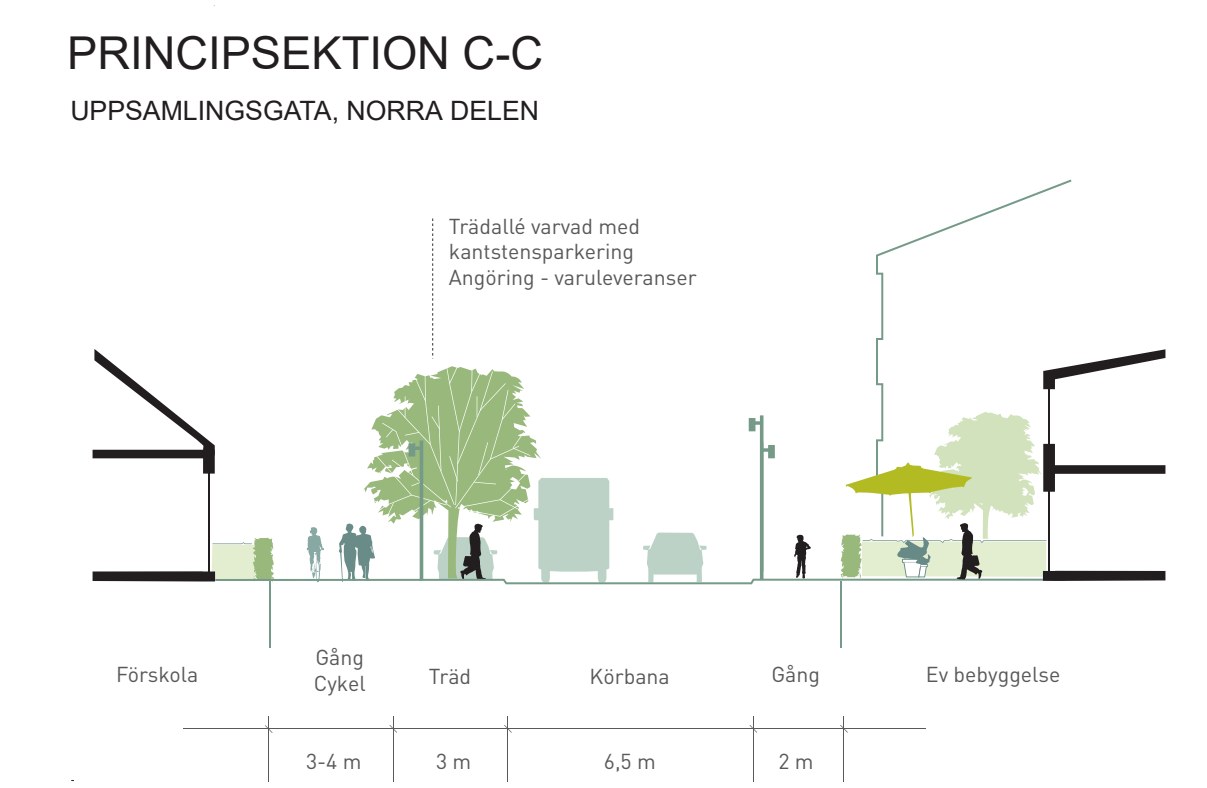 PRINCIPSEKTION C-C
UPPSAMLINGSGATA, NORRA DELEN
Trädallé varvad med
kantstensparkering
Angöring - varuleveranser
Förskola
Gång
Cykel
Träd
Körbana
Gång
Ev bebyggelse
3-4 m
3 m
6,5 m
2 m